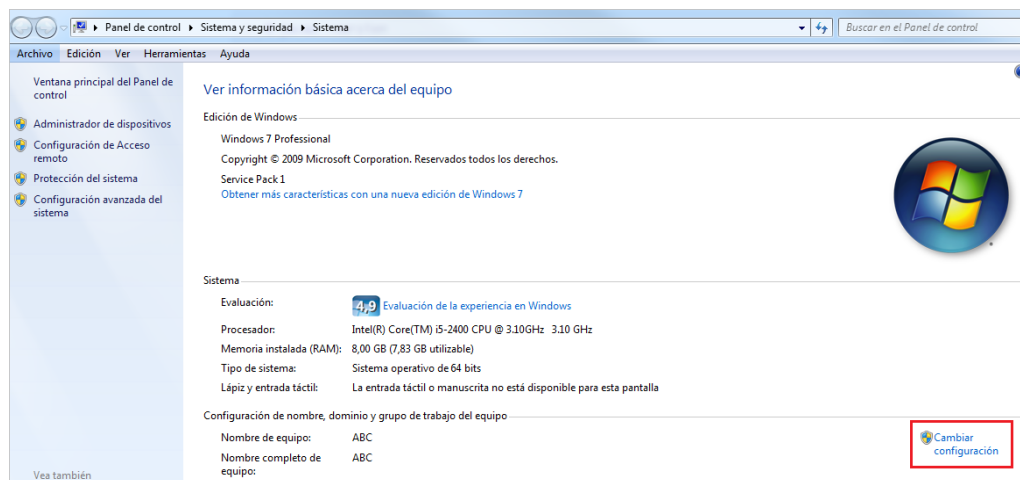 Panel de control ▸ Sistema y seguridad ▸ Sistema
Buscar en el Panel de control
Archivo Edición Ver Herramientas Ayuda
Ventana principal del Panel de
control
Administrador de dispositivos
Configuración de Acceso
remoto
Protección del sistema
Configuración avanzada del
sistema
Vea también
Ver información básica acerca del equipo
Edición de Windows
Windows 7 Professional
Copyright © 2009 Microsoft Corporation. Reservados todos los derechos.
Service Pack 1
Obtener más características con una nueva edición de Windows 7
Sistema
Evaluación: 4,9 Evaluación de la experiencia en Windows
Procesador: Intel(R) Core(TM) i5-2400 CPU @ 3.10GHz 3.10 GHz
Memoria instalada (RAM): 8,00 GB (7,83 GB utilizable)
Tipo de sistema: Sistema operativo de 64 bits
Lápiz y entrada táctil: La entrada táctil o manuscrita no está disponible para esta pantalla
Configuración de nombre, dominio y grupo de trabajo del equipo
Nombre de equipo: ABC
Nombre completo de ABC
equipo:
Cambiar
configuración